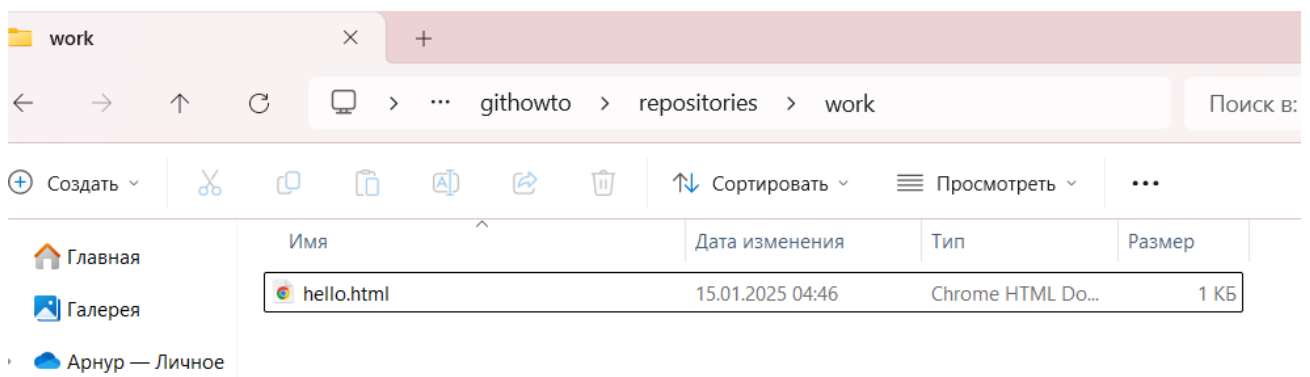 work
githowto > repositories > work
Поиск в:
Создать
Сортировать
Просмотреть
Имя
Дата изменения
Тип
Размер
Главная
hello.html
15.01.2025 04:46
Chrome HTML Do...
1 КБ
Галерея
Арнур — Личное